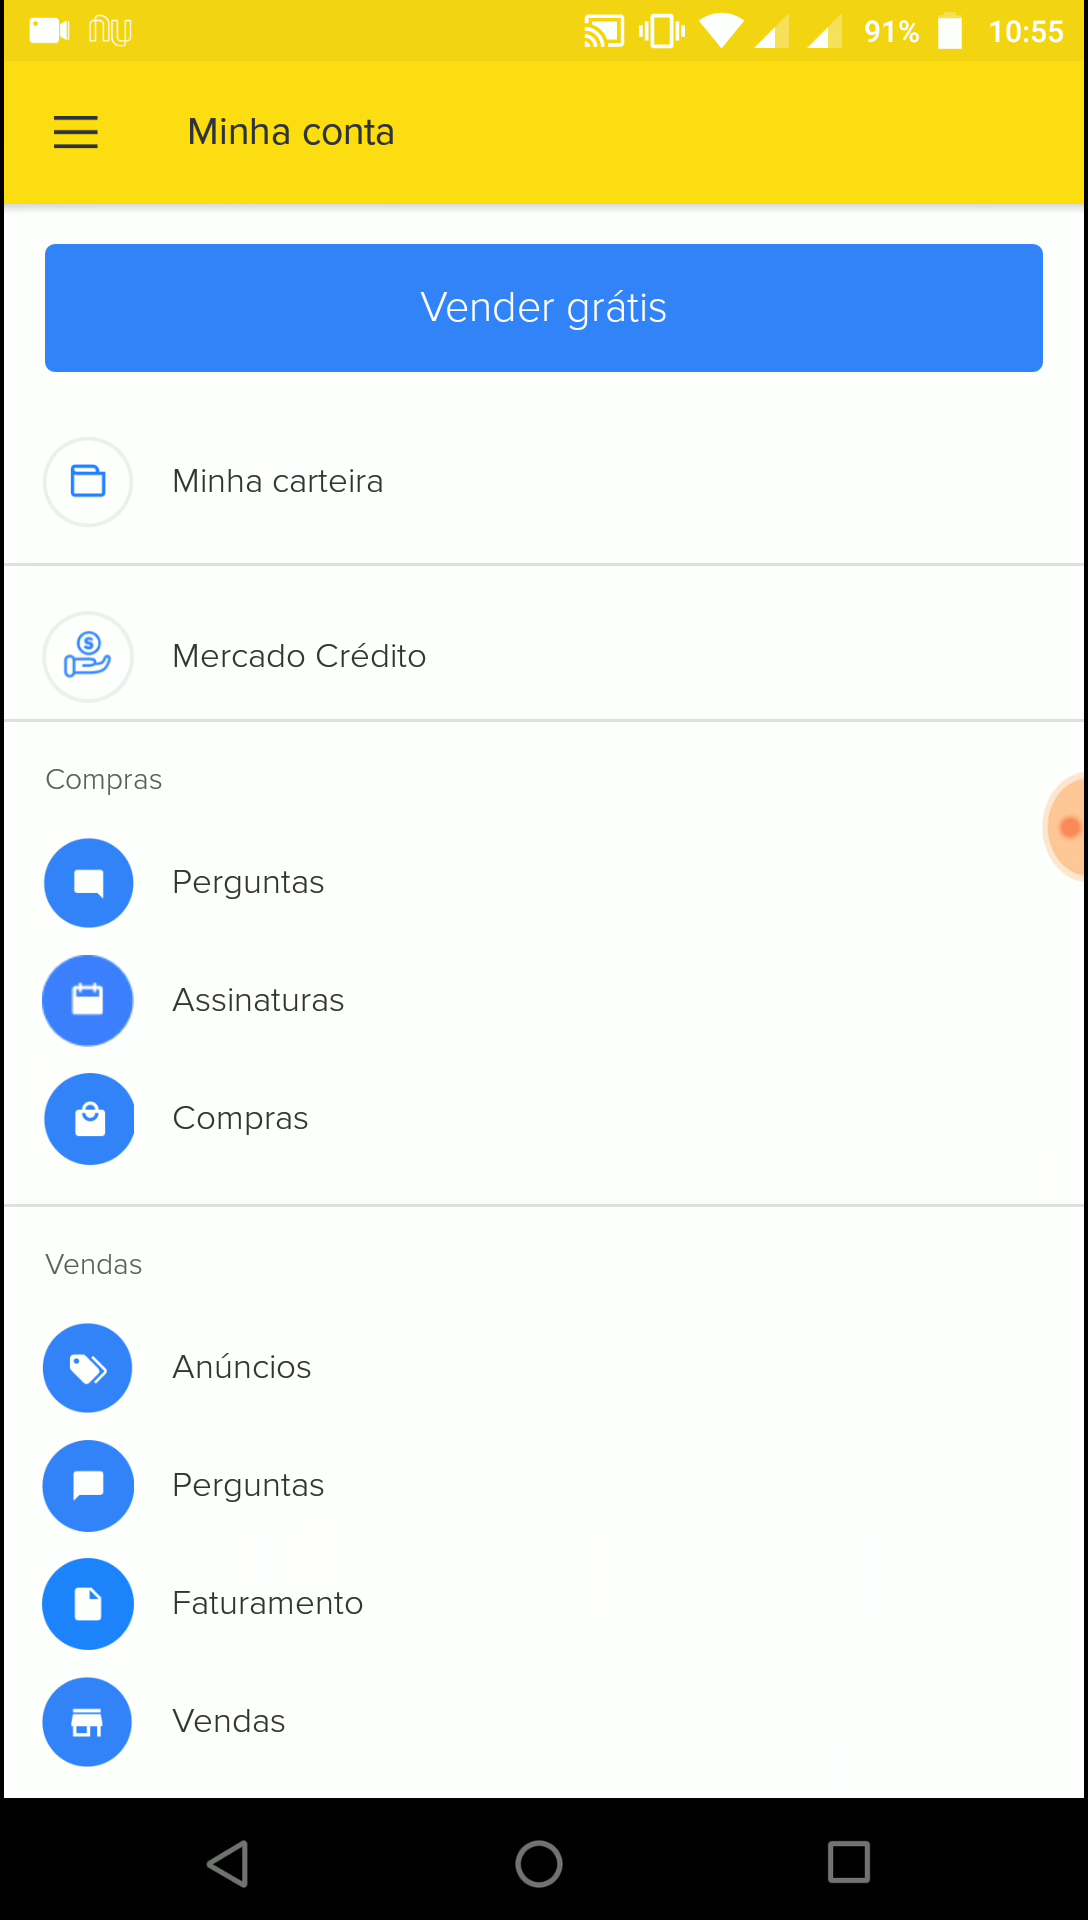 91% 10:55
Minha conta
Vender grátis
Minha carteira
Mercado Crédito
Compras
Perguntas
Assinaturas
Compras
Vendas
Anúncios
Perguntas
Faturamento
Vendas